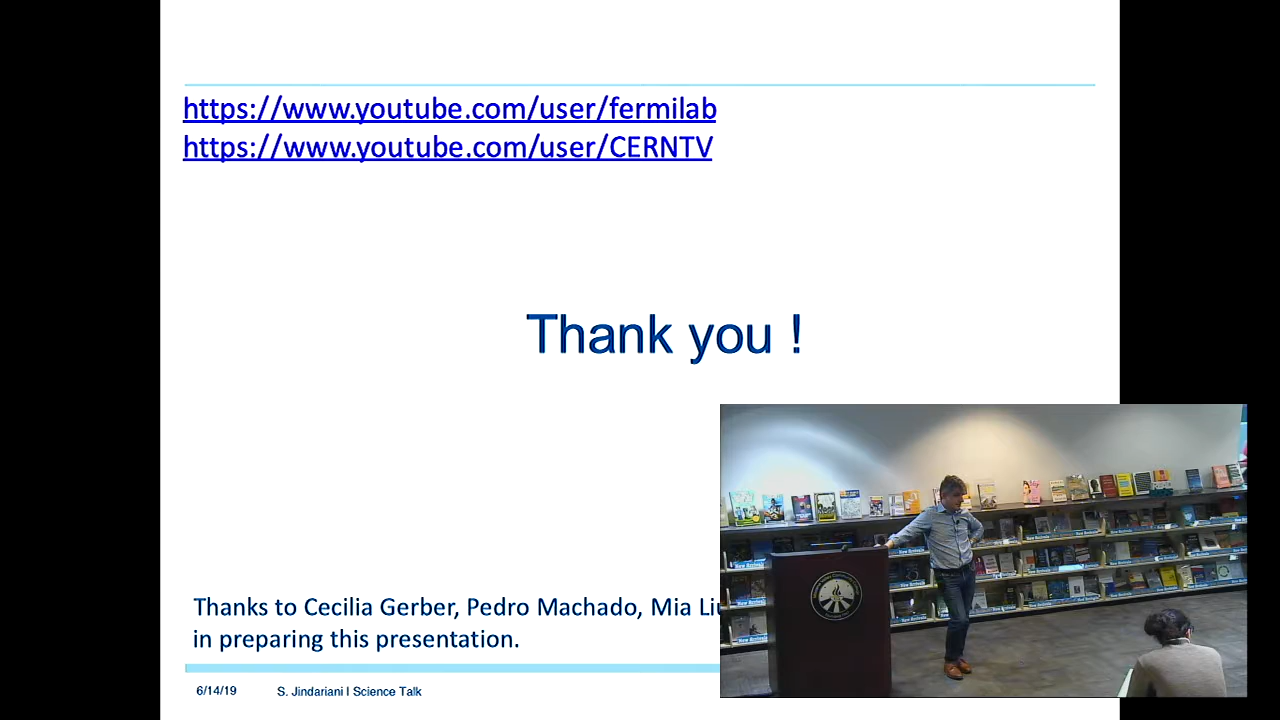 https://www.youtube.com/user/fermilab
https://www.youtube.com/user/CERNTV
Thank you !
Thanks to Cecilia Gerber, Pedro Machado, Mia
in preparing this presentation.
6/14/19 S. Jindariani | Science Talk